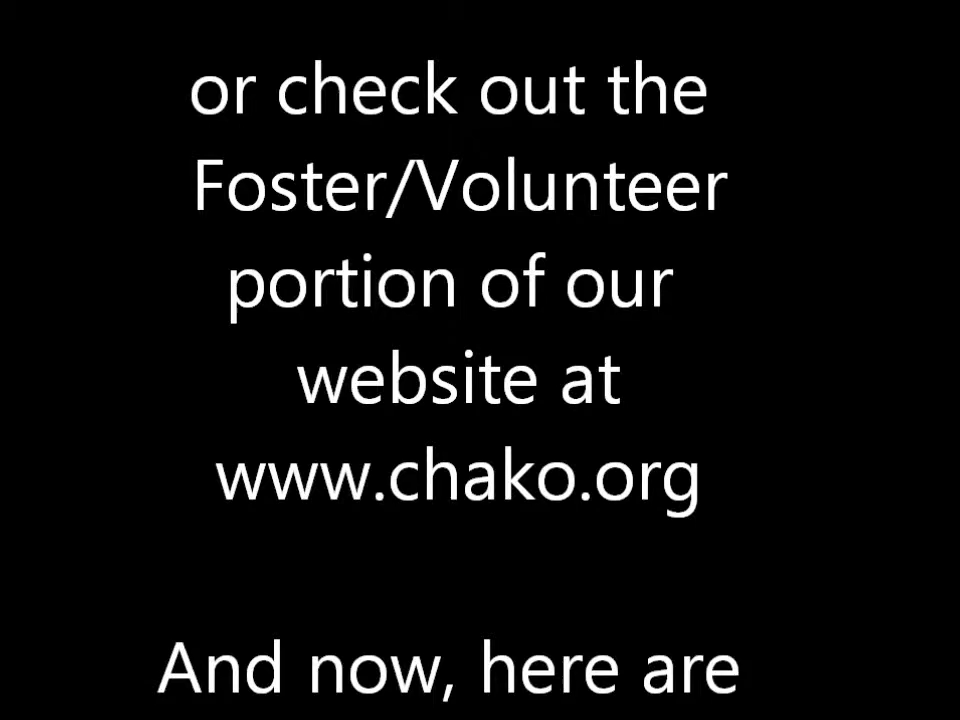 or check out the
Foster/Volunteer
portion of our
website at
www.chako.org
And now, here are